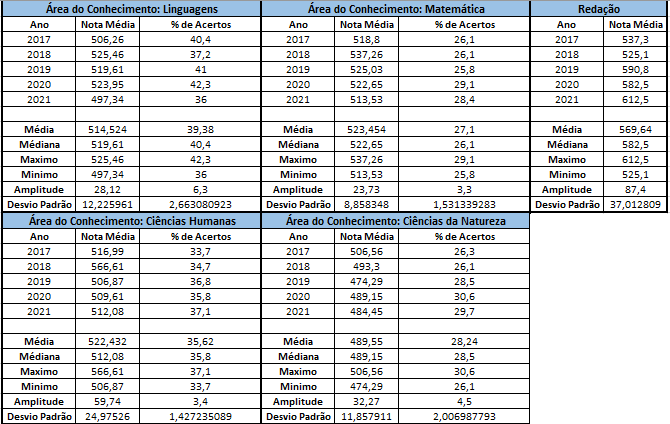 Área do Conhecimento: Linguagens Área do Conhecimento: Matemática Redação
Ano Nota Média % de Acertos Ano Nota Média % de Acertos Ano Nota Média
2017 506,26 40,4 2017 518,8 26,1 2017 537,3
2018 525,46 37,2 2018 537,26 26,1 2018 525,1
2019 519,61 41 2019 525,03 25,8 2019 590,8
2020 523,95 42,3 2020 522,65 29,1 2020 582,5
2021 497,34 36 2021 513,53 28,4 2021 612,5
Média 514,524 39,38 Média 523,454 27,1 Média 569,64
Médiana 519,61 40,4 Médiana 522,65 26,1 Médiana 582,5
Maximo 525,46 42,3 Maximo 537,26 29,1 Maximo 612,5
Minimo 497,34 36 Minimo 513,53 25,8 Minimo 525,1
Amplitude 28,12 6,3 Amplitude 23,73 3,3 Amplitude 87,4
Desvio Padrão 12,225961 2,663080923 Desvio Padrão 8,858348 1,531339283 Desvio Padrão 37,012809
Área do Conhecimento: Ciências Humanas Área do Conhecimento: Ciências da Natureza
Ano Nota Média % de Acertos Ano Nota Média % de Acertos
2017 516,99 33,7 2017 506,56 26,3
2018 566,61 34,7 2018 493,3 26,1
2019 506,87 36,8 2019 474,29 28,5
2020 509,61 35,8 2020 489,15 30,6
2021 512,08 37,1 2021 484,45 29,7
Média 522,432 35,62 Média 489,55 28,24
Médiana 512,08 35,8 Médiana 489,15 28,5
Maximo 566,61 37,1 Maximo 506,56 30,6
Minimo 506,87 33,7 Minimo 474,29 26,1
Amplitude 59,74 3,4 Amplitude 32,27 4,5
Desvio Padrão 24,97526 1,427235089 Desvio Padrão 11,857911 2,006987793